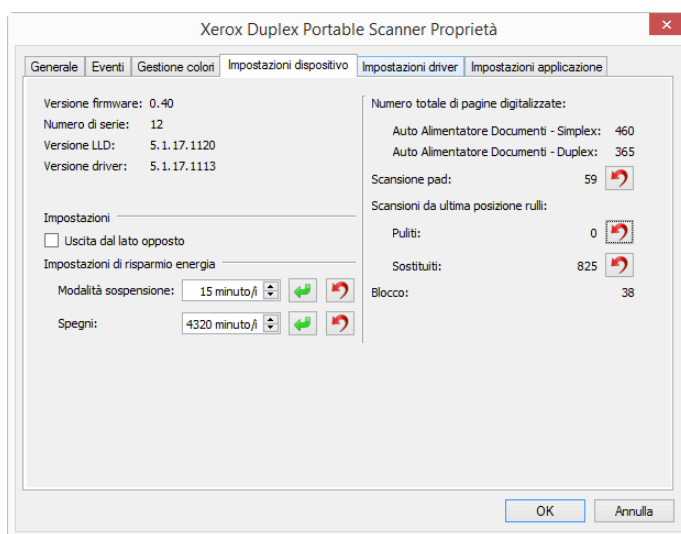 Xerox Duplex Portable Scanner Proprietà
Generale Eventi Gestione colori Impostazioni dispositivo Impostazioni driver Impostazioni applicazione
Versione firmware: 0.40
Numero di serie: 12
Versione LLD: 5.1.17.1120
Versione driver: 5.1.17.1113
Impostazioni
Uscita dal lato opposto
Impostazioni di risparmio energia
Modalità sospensione: 15 minuto/i
Spegni: 4320 minuto/i
Numero totale di pagine digitalizzate:
Auto Alimentatore Documenti - Simplex: 460
Auto Alimentatore Documenti - Duplex: 365
Scansione pad: 59
Scansioni da ultima posizione rulli:
Puliti: 0
Sostituiti: 825
Blocco: 38
OK Annulla